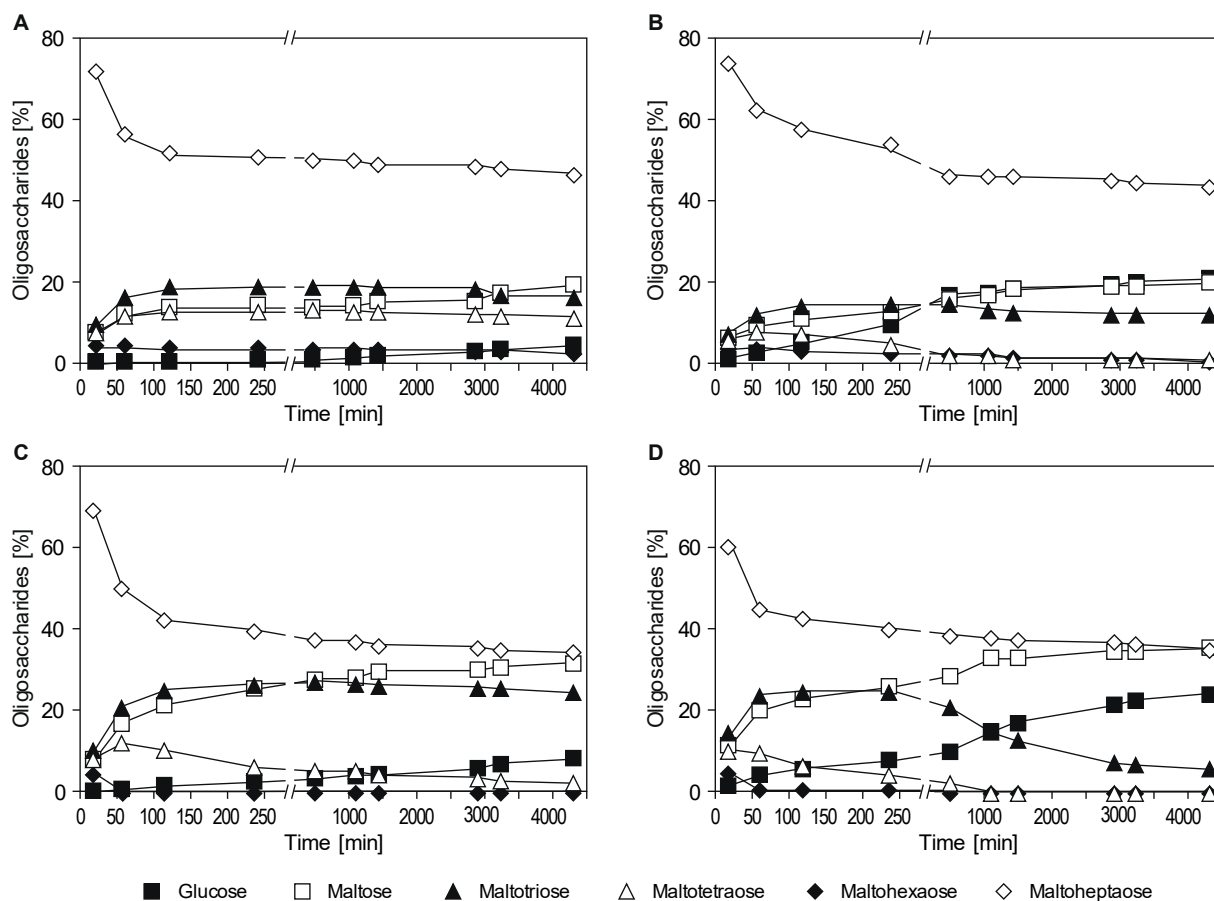 A
B
80
60
40
20
0
Oligosaccharides [%]
0 50 100 150 200 250 1000 2000 3000 4000
Time [min]
80
60
40
20
0
Oligosaccharides [%]
0 50 100 150 200 250 1000 2000 3000 4000
Time [min]
C
D
80
60
40
20
0
Oligosaccharides [%]
0 50 100 150 200 250 1000 2000 3000 4000
Time [min]
80
60
40
20
0
Oligosaccharides [%]
0 50 100 150 200 250 1000 2000 3000 4000
Time [min]
Glucose Maltose Maltotriose Maltotetraose Maltohexaose Maltoheptaose